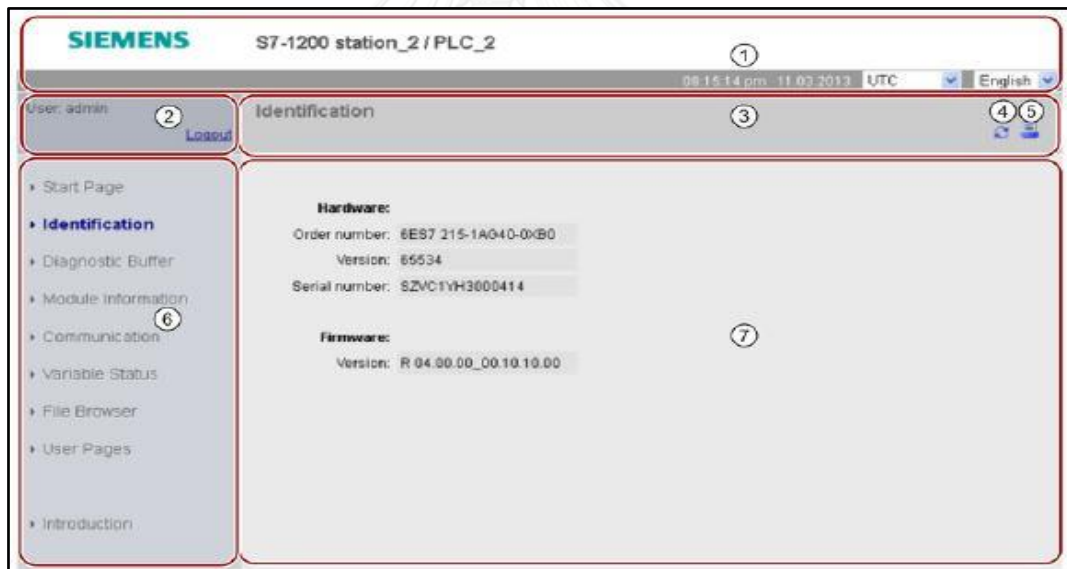 SIEMENS
S7-1200 station_2 / PLC_2
①
08:15:14 pm 11.03.2013 UTC English
User: admin
②
Logout
Identification
③
④⑤
Start Page
Identification
Diagnostic Buffer
Module Information
⑥
Communication
Variable Status
File Browser
User Pages
Introduction
Hardware:
Order number: 6ES7 215-1AG40-0XB0
Version: 65534
Serial number: SZVC1YH3000414
Firmware:
⑦
Version: R 04.00.00_00.10.10.00